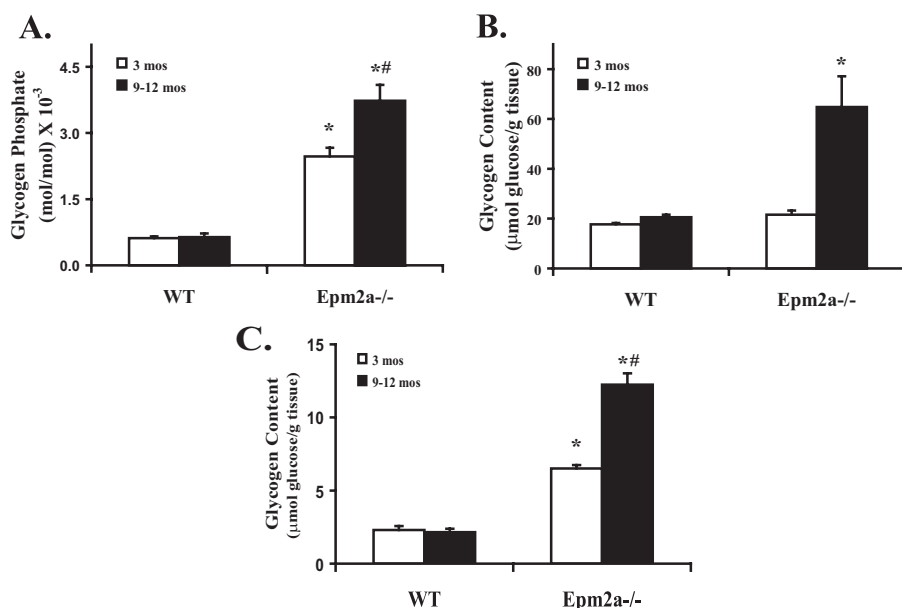 A.
Glycogen Phosphate
(mol/mol) X 10-3
4.5
3.0
1.5
0.0
3 mos
9-12 mos
*
*#
WT
Epm2a-/-
B.
Glycogen Content
(μmol glucose/g tissue)
80
60
40
20
0
3 mos
9-12 mos
*
WT
Epm2a-/-
C.
Glycogen Content
(μmol glucose/g tissue)
15
10
5
0
3 mos
9-12 mos
*
*#
WT
Epm2a-/-